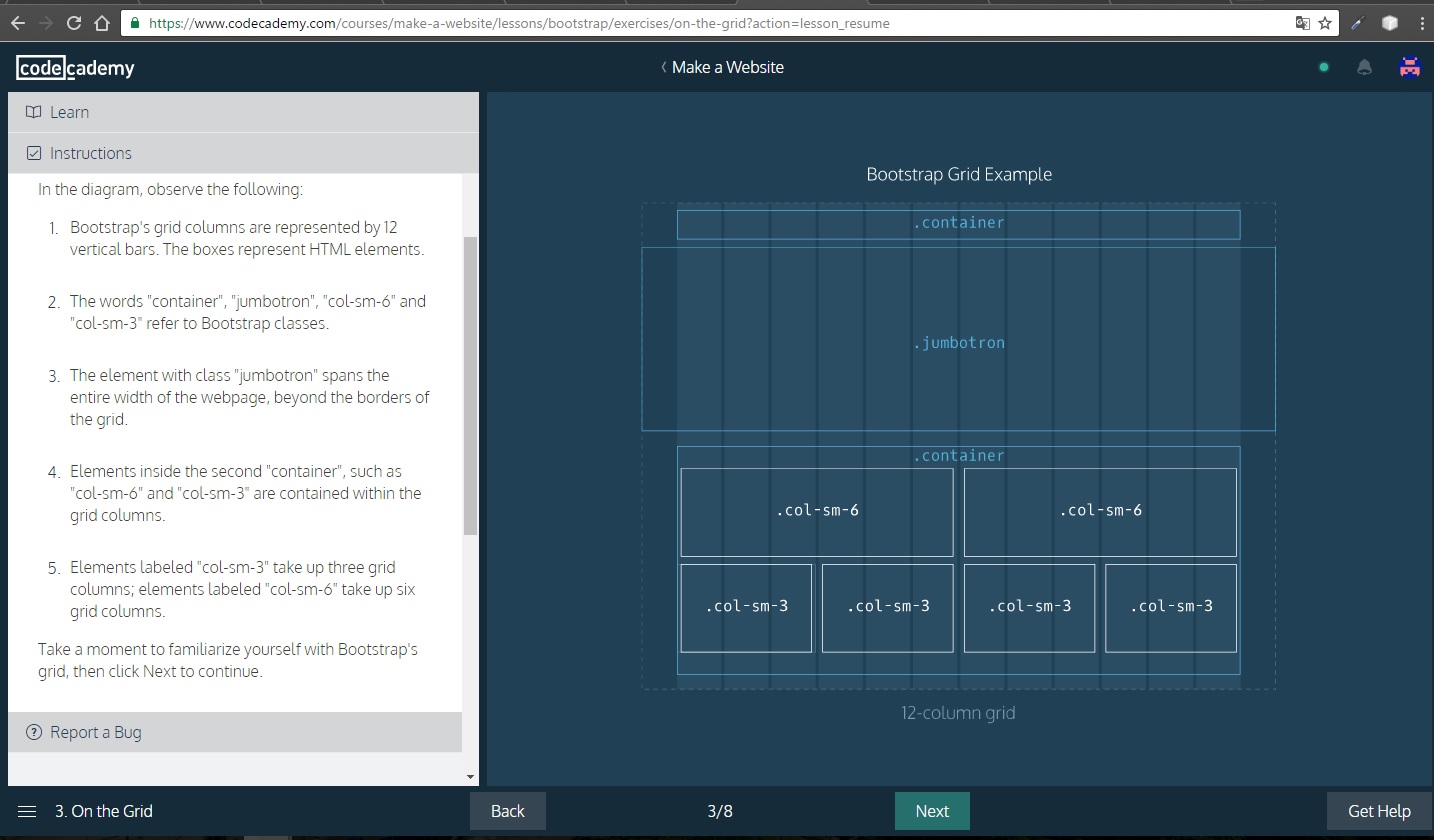 https://www.codecademy.com/courses/make-a-website/lessons/bootstrap/exercises/on-the-grid?action=lesson_resume
codecademy
Make a Website
Learn
Instructions
In the diagram, observe the following:
1. Bootstrap's grid columns are represented by 12
vertical bars. The boxes represent HTML elements.
2. The words "container", "jumbotron", "col-sm-6" and
"col-sm-3" refer to Bootstrap classes.
3. The element with class "jumbotron" spans the
entire width of the webpage, beyond the borders of
the grid.
4. Elements inside the second "container", such as
"col-sm-6" and "col-sm-3" are contained within the
grid columns.
5. Elements labeled "col-sm-3" take up three grid
columns; elements labeled "col-sm-6" take up six
grid columns.
Take a moment to familiarize yourself with Bootstrap's
grid, then click Next to continue.
Report a Bug
Bootstrap Grid Example
.container
.jumbotron
.container
.col-sm-6 .col-sm-6
.col-sm-3 .col-sm-3 .col-sm-3 .col-sm-3
12-column grid
3. On the Grid
Back
3/8
Next
Get Help